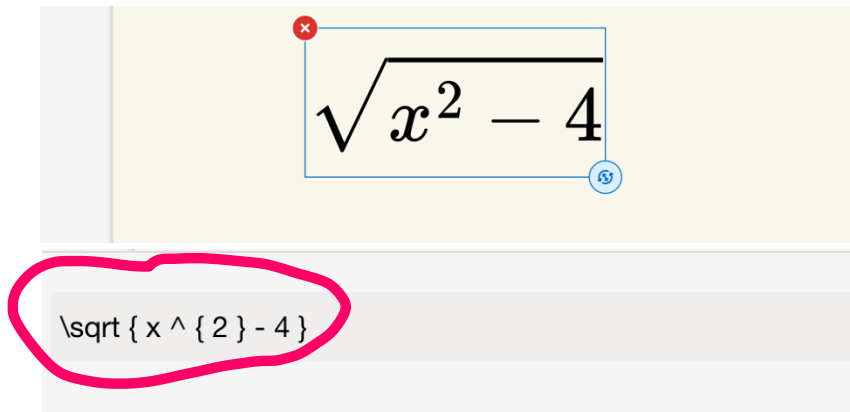 √x² − 4
\sqrt { x ^ { 2 } - 4 }